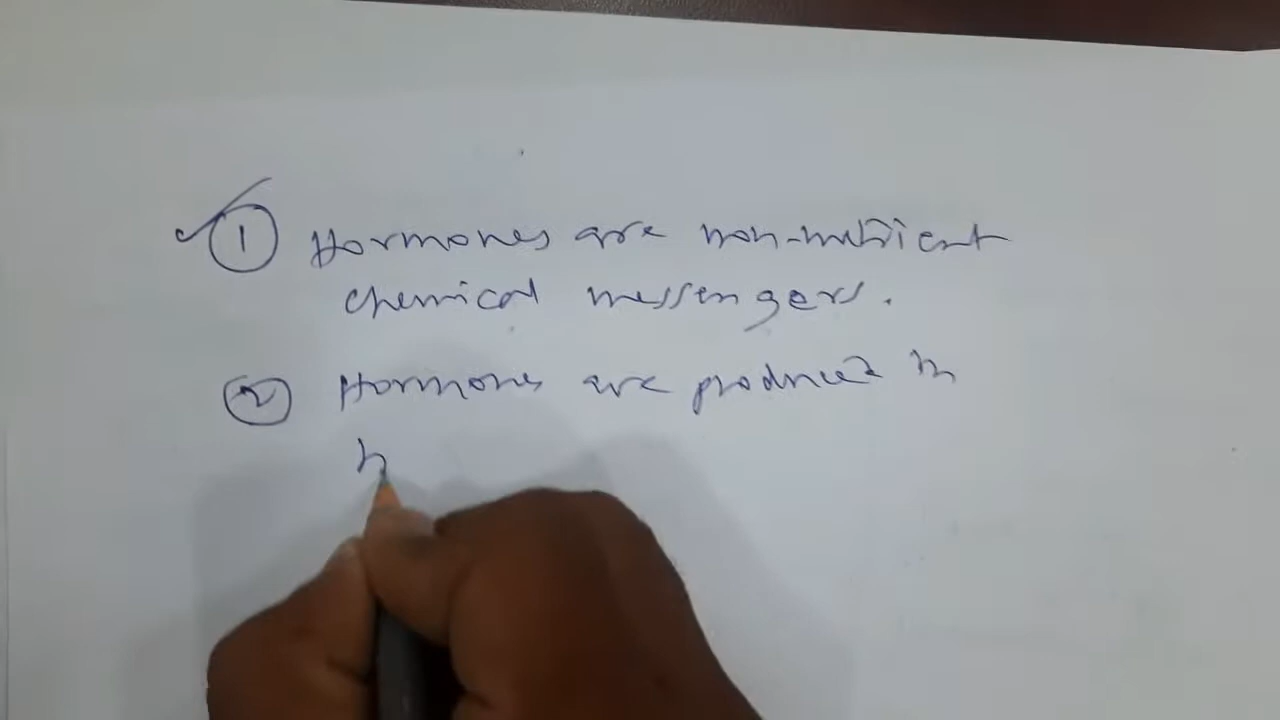 ① Hormones are non-nutrient
chemical messengers.
② Hormones are produced in